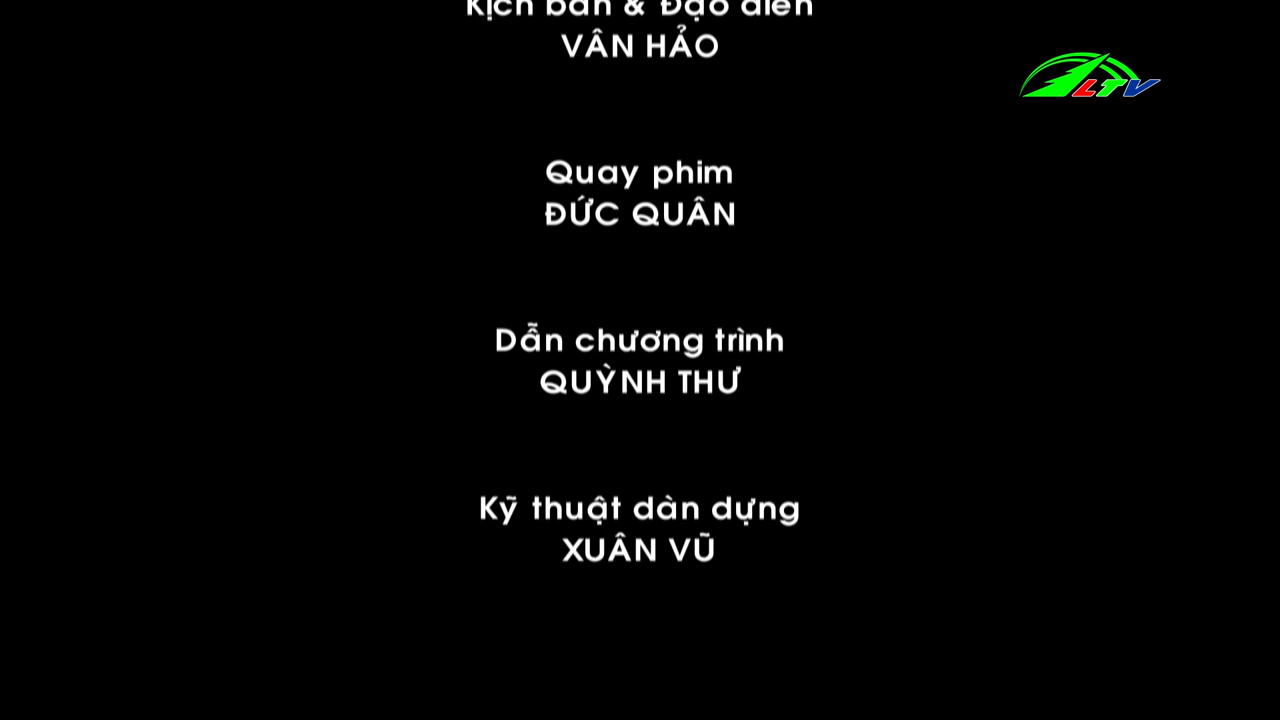 Kịch bản & Đạo diễn
VÂN HẢO
LTV
Quay phim
ĐỨC QUÂN
Dẫn chương trình
QUỲNH THƯ
Kỹ thuật dàn dựng
XUÂN VŨ